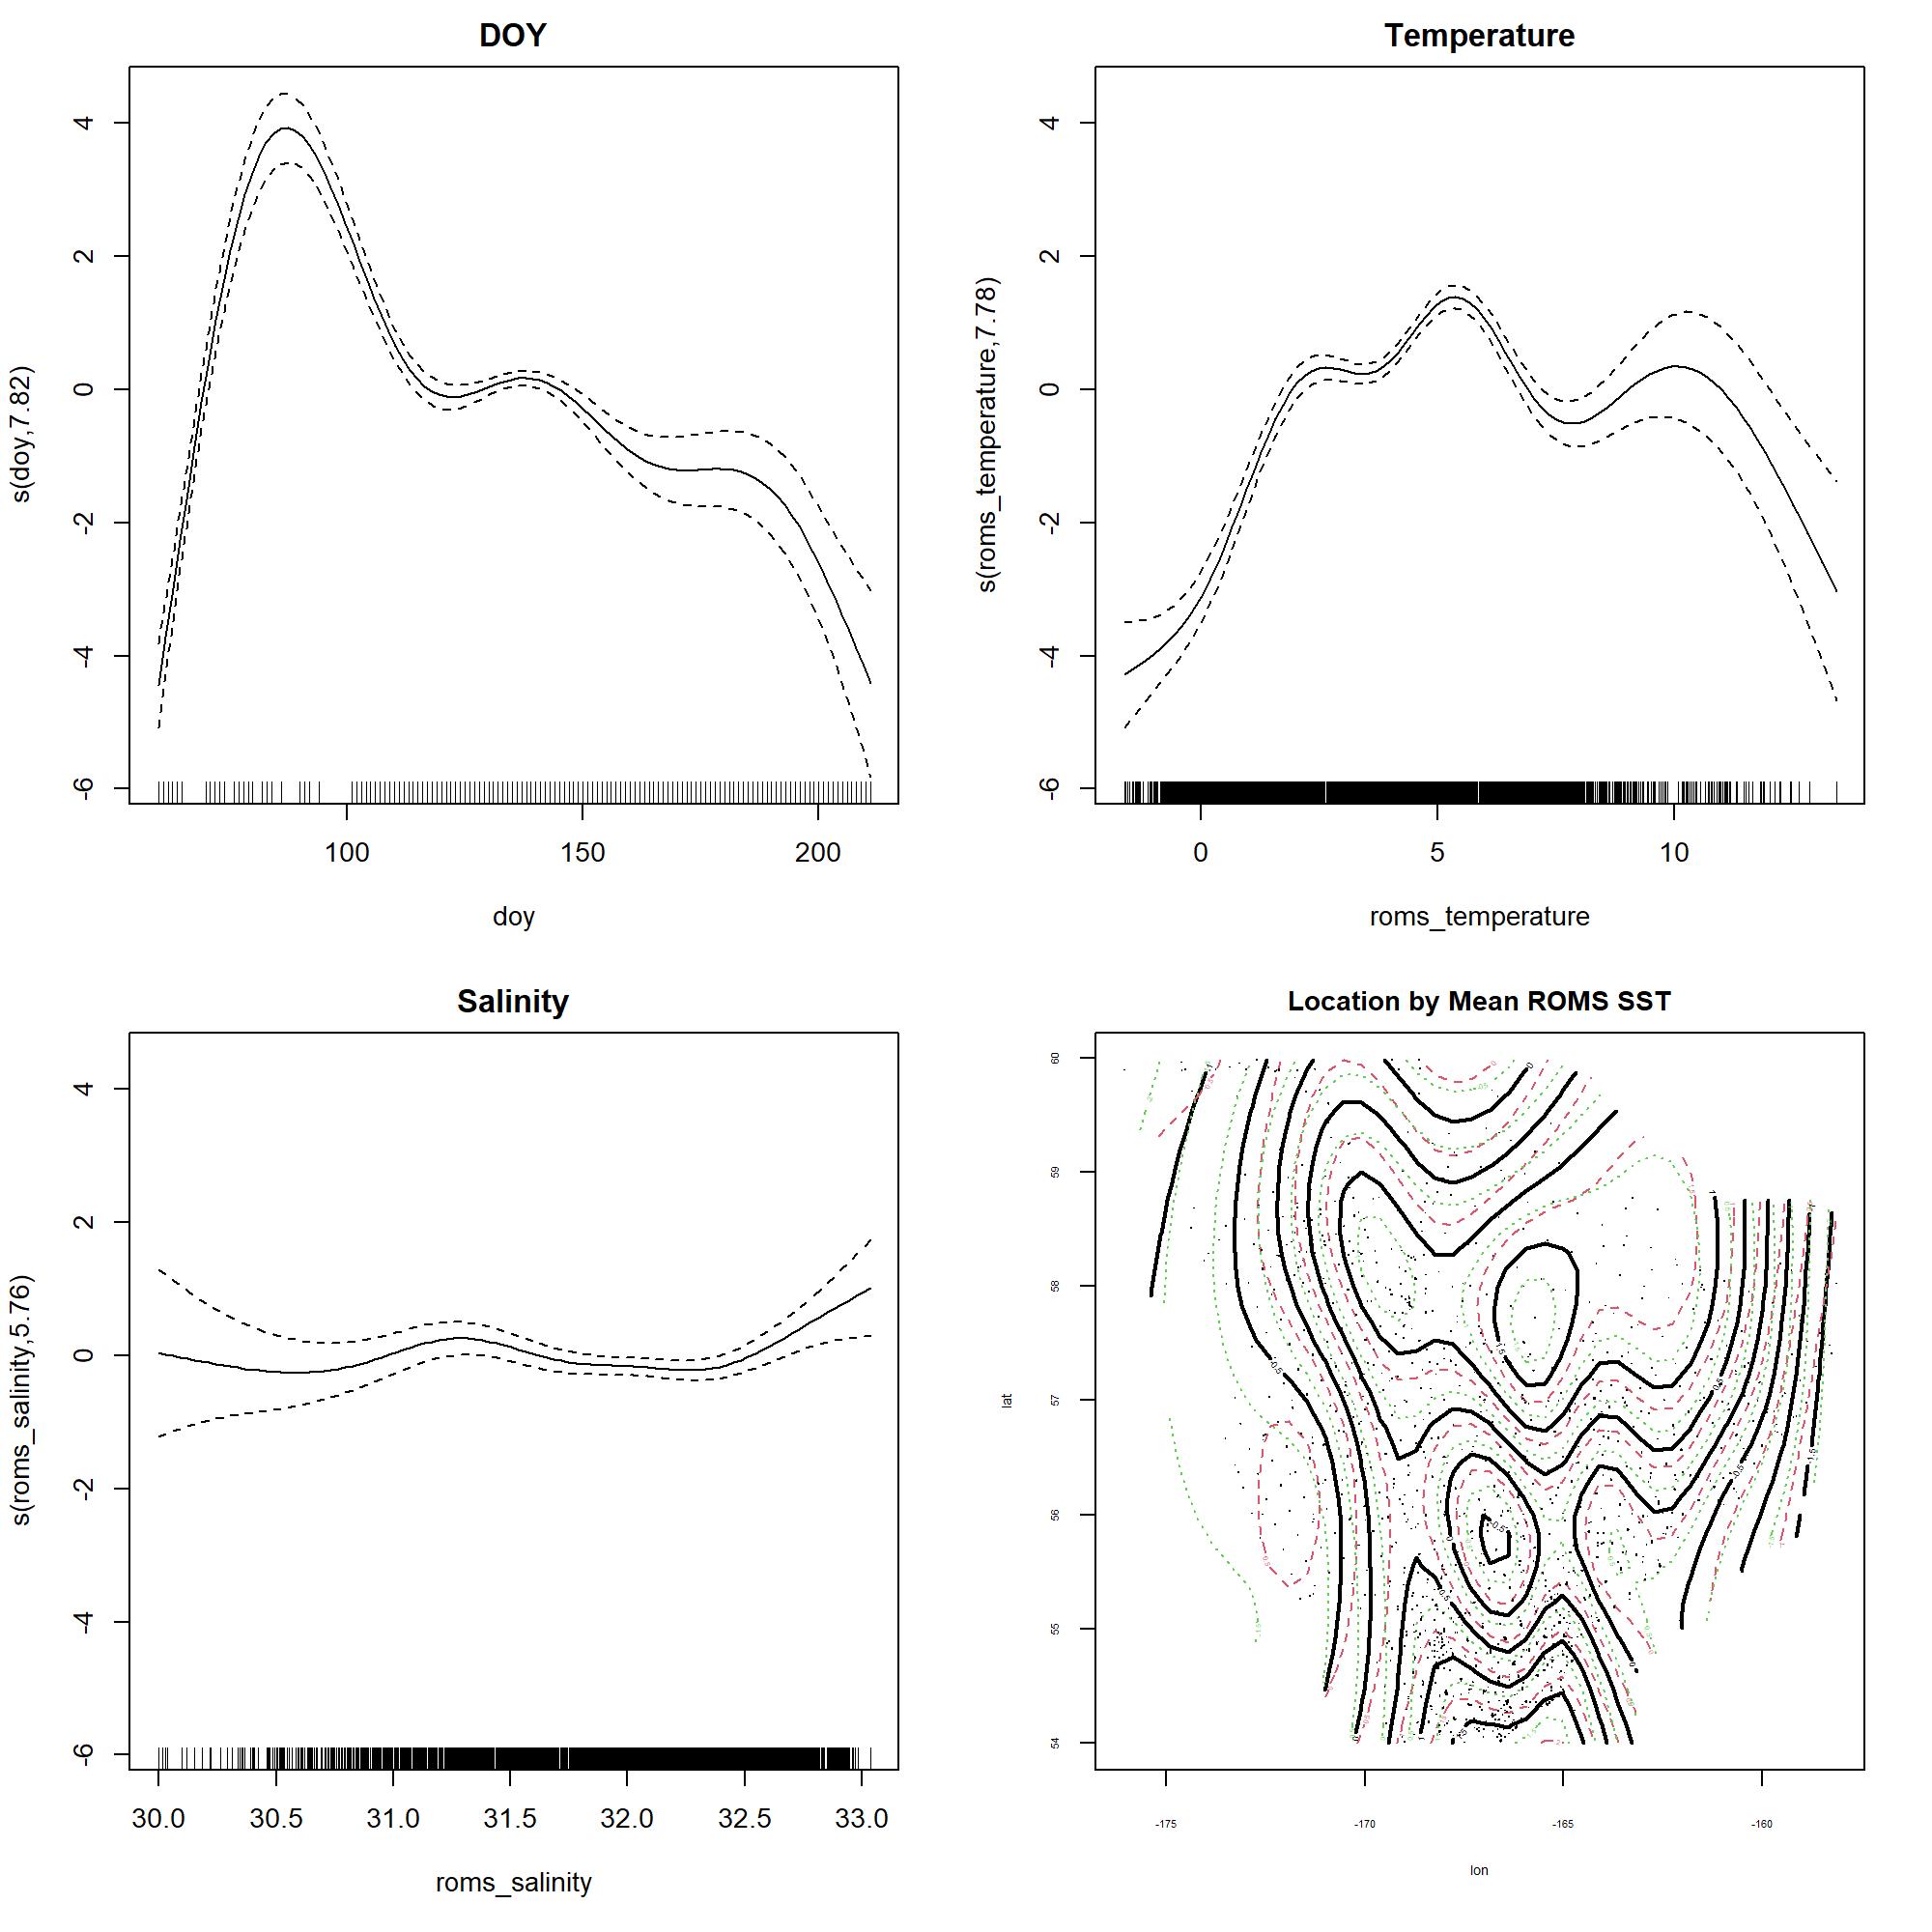 DOY
s(doy,7.82)
4
2
0
-2
-4
-6
100 150 200
doy
Temperature
s(roms_temperature,7.78)
4
2
0
-2
-4
-6
0 5 10
roms_temperature
Salinity
s(roms_salinity,5.76)
4
2
0
-2
-4
-6
30.0 30.5 31.0 31.5 32.0 32.5 33.0
roms_salinity
Location by Mean ROMS SST
lat
60
59
58
57
56
55
54
-175 -170 -165 -160
lon